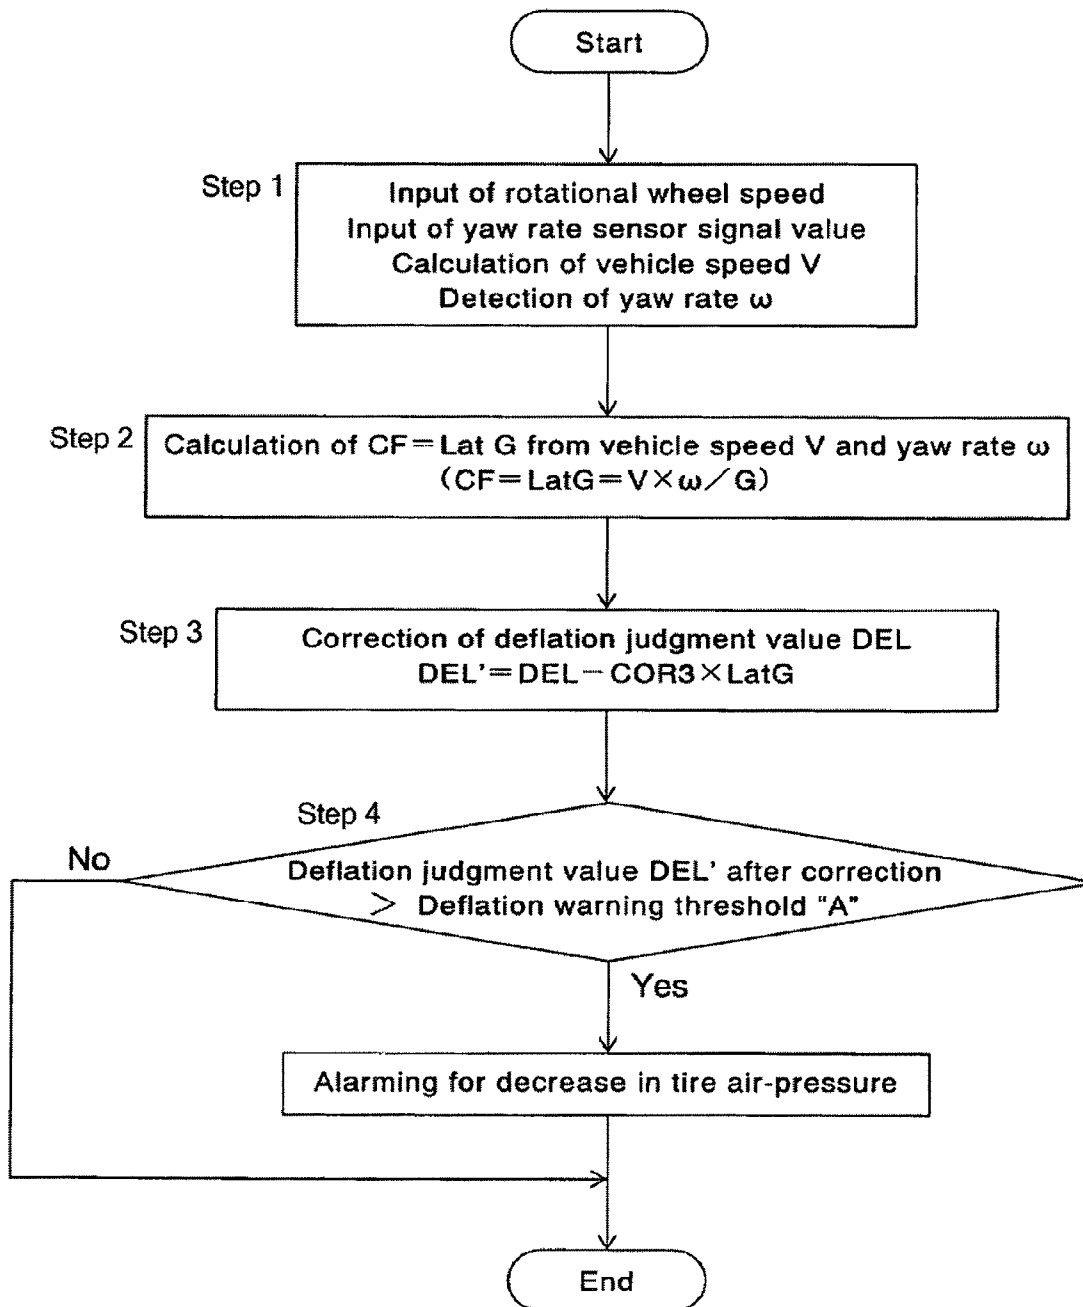 Start
Step 1
Input of rotational wheel speed
Input of yaw rate sensor signal value
Calculation of vehicle speed V
Detection of yaw rate ω
Step 2
Calculation of CF=Lat G from vehicle speed V and yaw rate ω
(CF=LatG=V×ω/G)
Step 3
Correction of deflation judgment value DEL
DEL'=DEL-COR3×LatG
Step 4
No
Deflation judgment value DEL' after correction
> Deflation warning threshold "A"
Yes
Alarming for decrease in tire air-pressure
End